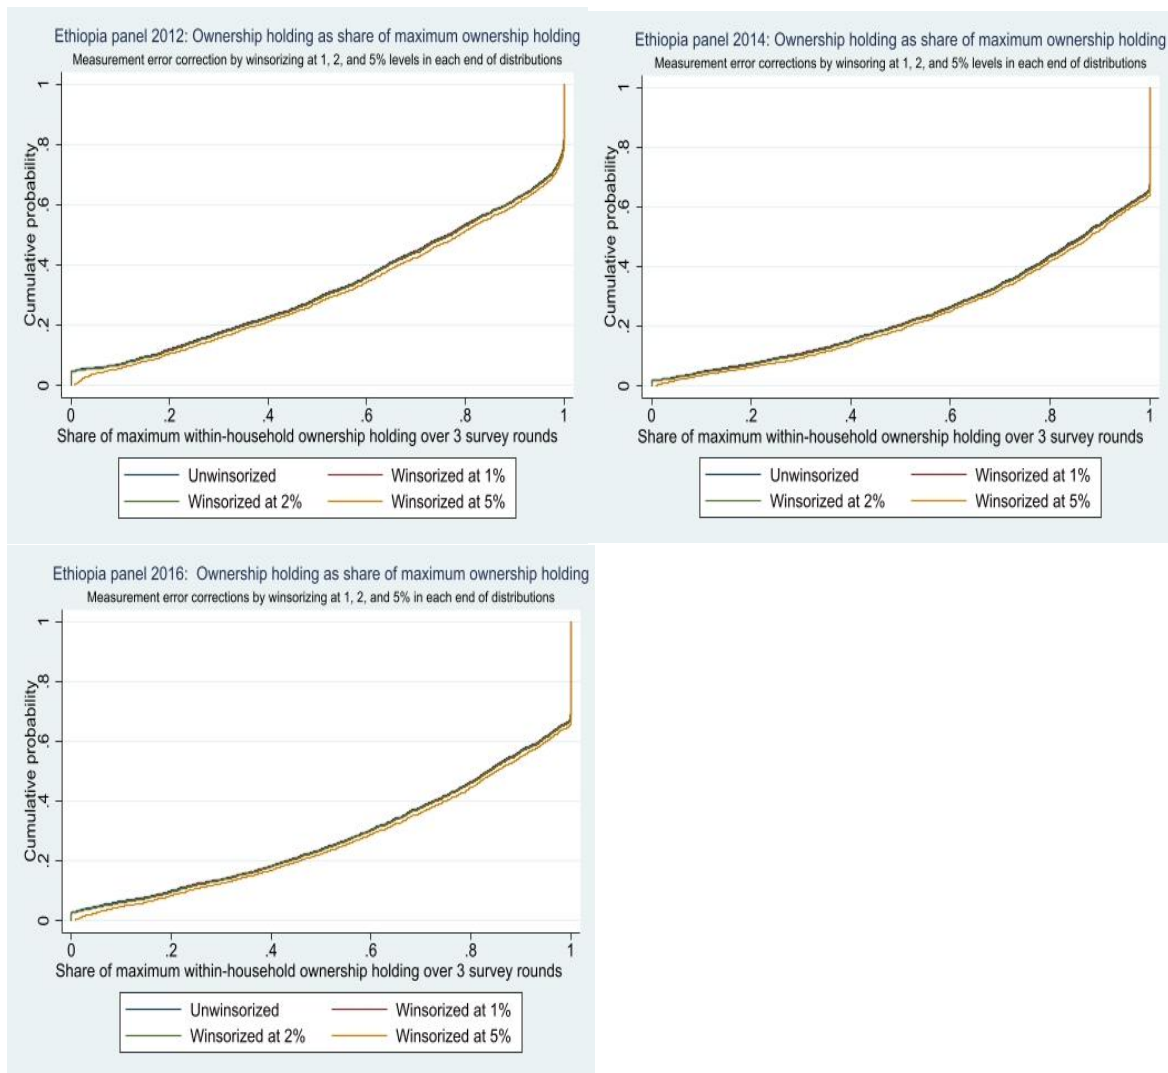 Ethiopia panel 2012: Ownership holding as share of maximum ownership holding
Measurement error correction by winsorizing at 1, 2, and 5% levels in each end of distributions
Cumulative probability
1
.8
.6
.4
.2
0
0 .2 .4 .6 .8 1
Share of maximum within-household ownership holding over 3 survey rounds
Unwinsorized Winsorized at 1%
Winsorized at 2% Winsorized at 5%
Ethiopia panel 2014: Ownership holding as share of maximum ownership holding
Measurement error corrections by winsoring at 1, 2, and 5% levels in each end of distributions
Cumulative probability
1
.8
.6
.4
.2
0
0 .2 .4 .6 .8 1
Share of maximum within-household ownership holding over 3 survey rounds
Unwinsorized Winsorized at 1%
Winsorized at 2% Winsorized at 5%
Ethiopia panel 2016: Ownership holding as share of maximum ownership holding
Measurement error corrections by winsorizing at 1, 2, and 5% in each end of distributions
Cumulative probability
1
.8
.6
.4
.2
0
0 .2 .4 .6 .8 1
Share of maximum within-household ownership holding over 3 survey rounds
Unwinsorized Winsorized at 1%
Winsorized at 2% Winsorized at 5%